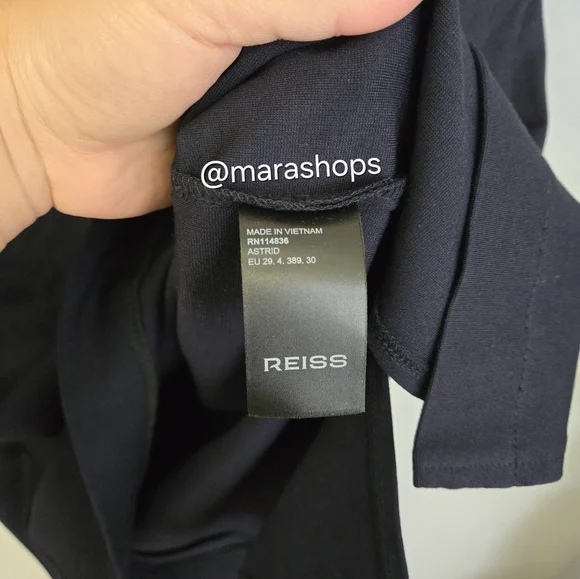 @marashops
MADE IN VIETNAM
RN114836
ASTRID
EU 29. 4. 389. 30
REISS